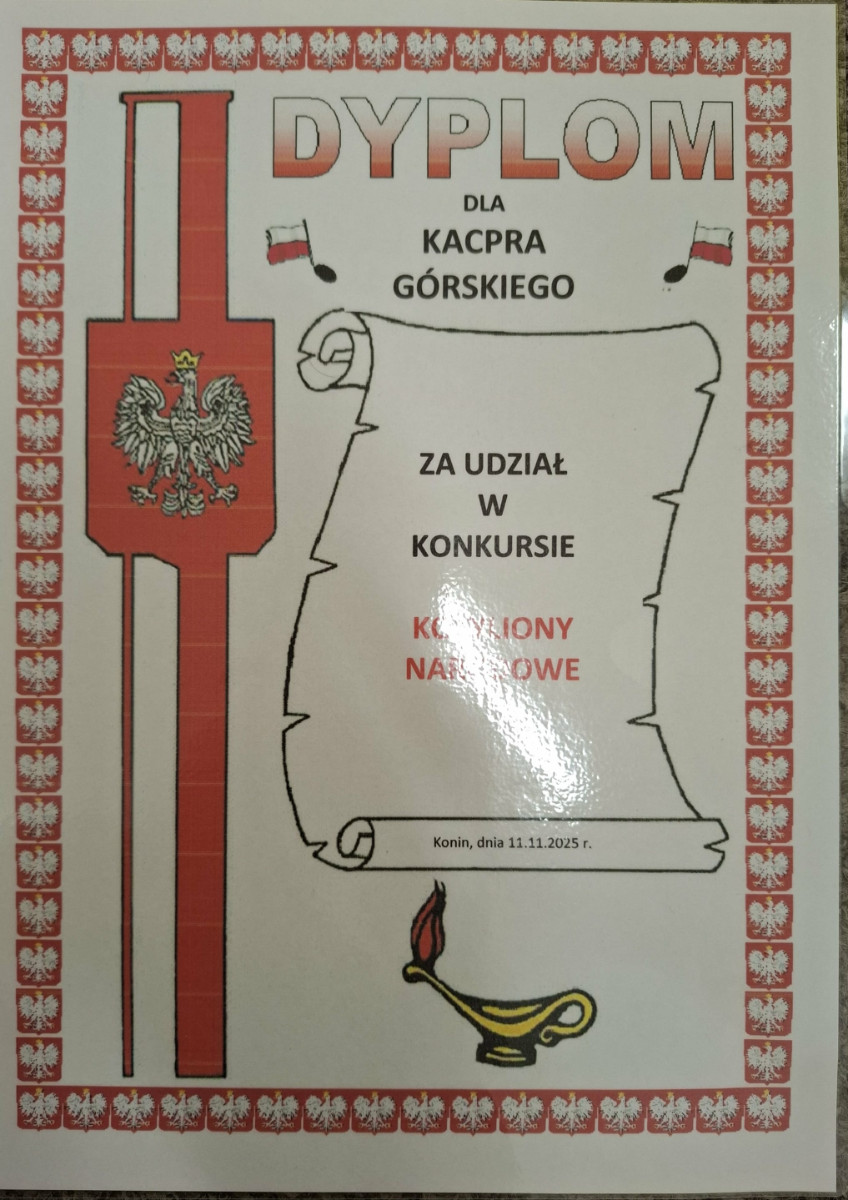 DYPLOM
DLA
KACPRA
GÓRSKIEGO
ZA UDZIAŁ
W
KONKURSIE
Konin, dnia 11.11.2025 r.